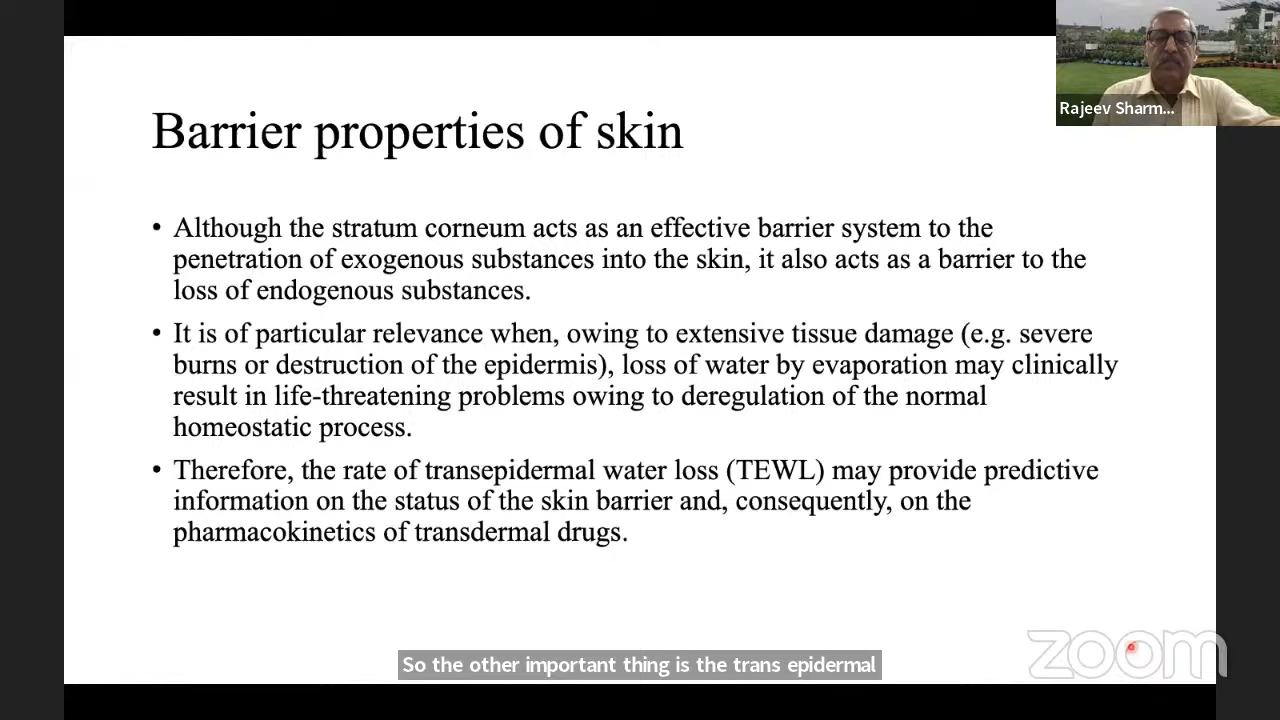 Rajeev Sharm...
Barrier properties of skin
• Although the stratum corneum acts as an effective barrier system to the
penetration of exogenous substances into the skin, it also acts as a barrier to the
loss of endogenous substances.
• It is of particular relevance when, owing to extensive tissue damage (e.g. severe
burns or destruction of the epidermis), loss of water by evaporation may clinically
result in life-threatening problems owing to deregulation of the normal
homeostatic process.
• Therefore, the rate of transepidermal water loss (TEWL) may provide predictive
information on the status of the skin barrier and, consequently, on the
pharmacokinetics of transdermal drugs.
zoom
So the other important thing is the trans epidermal